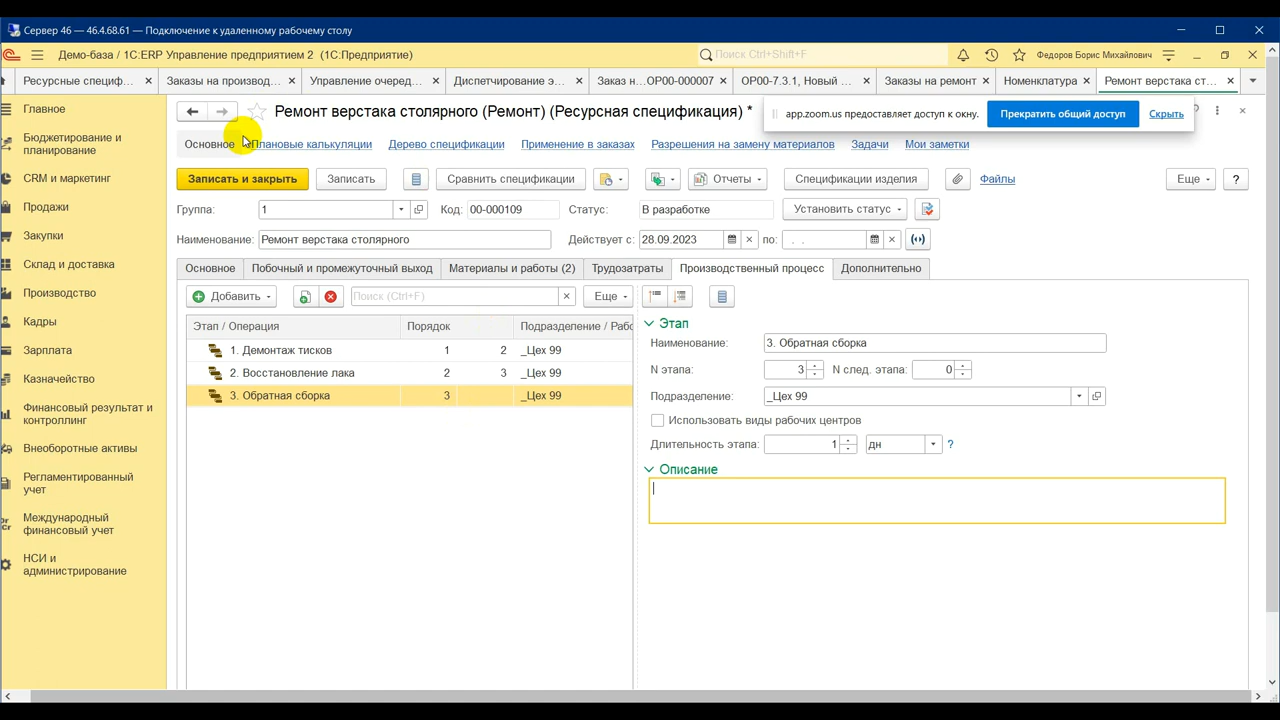 Сервер 46 — 46.4.68.61 — Подключение к удаленному рабочему столу
Демо-база / 1С:ERP Управление предприятием 2 (1С:Предприятие)
Поиск Ctrl+Shift+F
Федоров Борис Михайлович
Ресурсные специф...
Заказы на производ...
Управление очеред...
Диспетчирование э...
Заказ н...ОР00-000007
ОР00-7.3.1, Новый ...
Заказы на ремонт
Номенклатура
Ремонт верстака ст...
Главное
Бюджетирование и
планирование
CRM и маркетинг
Продажи
Закупки
Склад и доставка
Производство
Кадры
Зарплата
Казначейство
Финансовый результат и
контроллинг
Внеоборотные активы
Регламентированный
учет
Международный
финансовый учет
НСИ и
администрирование
Ремонт верстака столярного (Ремонт) (Ресурсная спецификация) *
app.zoom.us предоставляет доступ к окну.
Прекратить общий доступ
Скрыть
Основное
Плановые калькуляции
Дерево спецификации
Применение в заказах
Разрешения на замену материалов
Задачи
Мои заметки
Записать и закрыть
Записать
Сравнить спецификации
Отчеты
Спецификации изделия
Файлы
Еще
?
Группа: 1
Код: 00-000109
Статус: В разработке
Установить статус
Наименование: Ремонт верстака столярного
Действует с: 28.09.2023
по: . .
Основное
Побочный и промежуточный выход
Материалы и работы (2)
Трудозатраты
Производственный процесс
Дополнительно
Добавить
Поиск (Ctrl+F)
Еще
Этап / Операция Порядок Подразделение / Рабо
1. Демонтаж тисков 1 2 _Цех 99
2. Восстановление лака 2 3 _Цех 99
3. Обратная сборка 3 _Цех 99
Этап
Наименование: 3. Обратная сборка
N этапа: 3 N след. этапа: 0
Подразделение: _Цех 99
Использовать виды рабочих центров
Длительность этапа: 1 дн ?
Описание